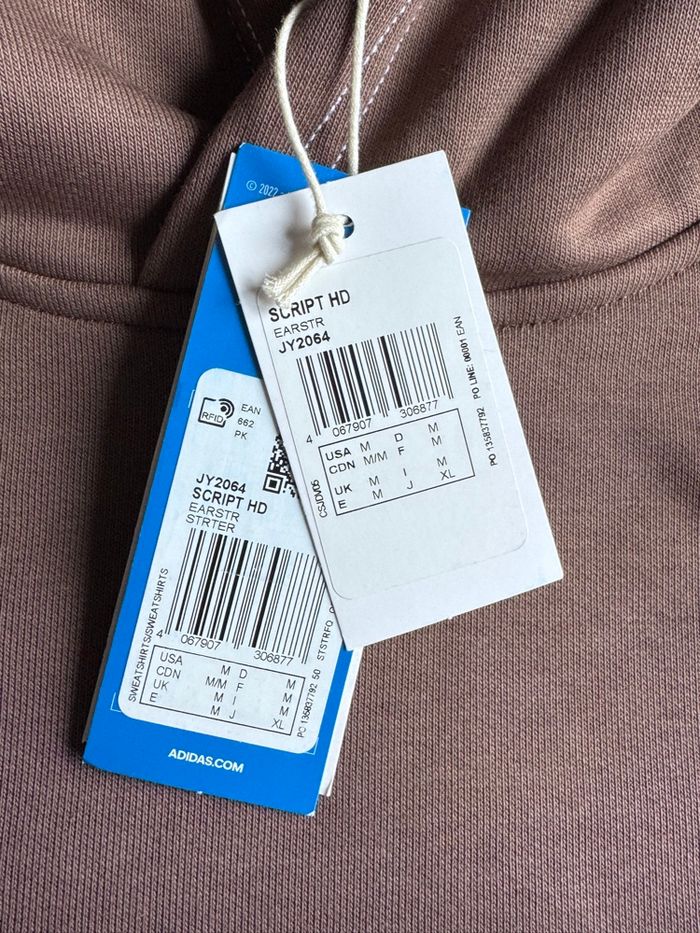 © 2022
SCRIPT HD
EARSTR
JY2064
4 067907 306877
USA M D M
CDN M/M F M
UK M I M
E M J XL
CSJDV05
PO 135837792 PO LINE: 00001 EAN
RFID
EAN
662
PK
JY2064
SCRIPT HD
EARSTR
STRTER
4 067907 306877
USA M D M
CDN M/M F M
UK M I M
E M J XL
SWEATSHIRTS/SWEATSHIRTS
PO 135837792 50 STSTRFO
ADIDAS.COM